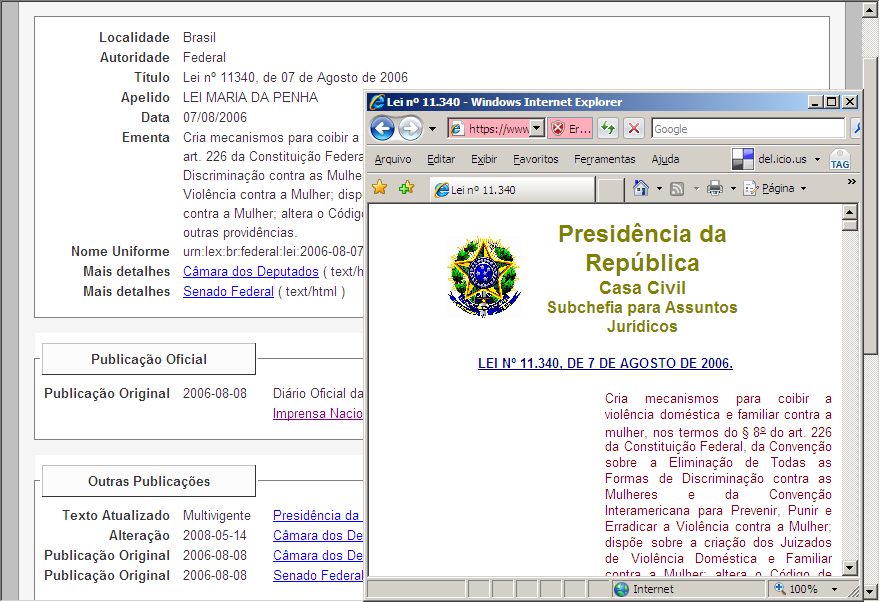 Localidade Brasil
Autoridade Federal
Título Lei nº 11340, de 07 de Agosto de 2006
Apelido LEI MARIA DA PENHA
Data 07/08/2006
Ementa Cria mecanismos para coibir a
art. 226 da Constituição
Discriminação contra as
Violência contra a Mulher;
contra a Mulher; altera o Código
outras providências.
Nome Uniforme urn:lex:br:federal:lei:2006-08-07
Mais detalhes Câmara dos Deputados ( text/h
Mais detalhes Senado Federal ( text/html )
Publicação Oficial
Publicação Original 2006-08-08 Diário Oficial da
Imprensa
Outras Publicações
Texto Atualizado Multivigente Presidência da
Alteração 2008-05-14 Câmara dos
Publicação Original 2006-08-08 Câmara dos
Publicação Original 2006-08-08 Senado Federal
Lei nº 11.340 - Windows Internet Explorer
https://www Er... Google
Arquivo Editar Exibir Favoritos Ferramentas Ajuda del.icio.us TAG
Lei nº 11.340 Página »
Presidência da
República
Casa Civil
Subchefia para Assuntos
Jurídicos
LEI Nº 11.340, DE 7 DE AGOSTO DE 2006.
Cria mecanismos para coibir a
violência doméstica e familiar contra a
mulher, nos termos do § 8º do art. 226
da Constituição Federal, da Convenção
sobre a Eliminação de Todas as
Formas de Discriminação contra as
Mulheres e da Convenção
Interamericana para Prevenir, Punir e
Erradicar a Violência contra a Mulher;
dispõe sobre a criação dos Juizados
de Violência Doméstica e Familiar
contra a Mulher; altera o Código de
Internet 100%